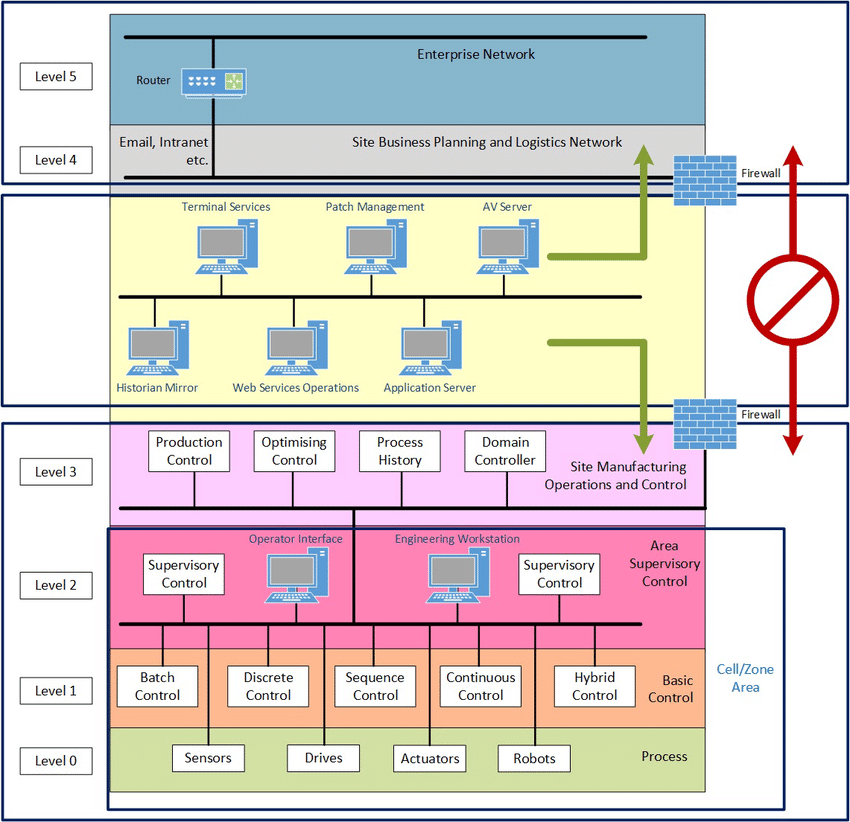 Enterprise Network
Level 5
Router
Email, Intranet
etc.
Site Business Planning and Logistics Network
Level 4
Firewall
Terminal Services
Patch Management
AV Server
Historian Mirror
Web Services Operations
Application Server
Firewall
Production
Control
Optimising
Control
Process
History
Domain
Controller
Level 3
Site Manufacturing
Operations and Control
Operator Interface
Engineering Workstation
Area
Supervisory
Control
Supervisory
Control
Supervisory
Control
Level 2
Batch
Control
Discrete
Control
Sequence
Control
Continuous
Control
Hybrid
Control
Basic
Control
Cell/Zone
Area
Level 1
Level 0
Sensors
Drives
Actuators
Robots
Process